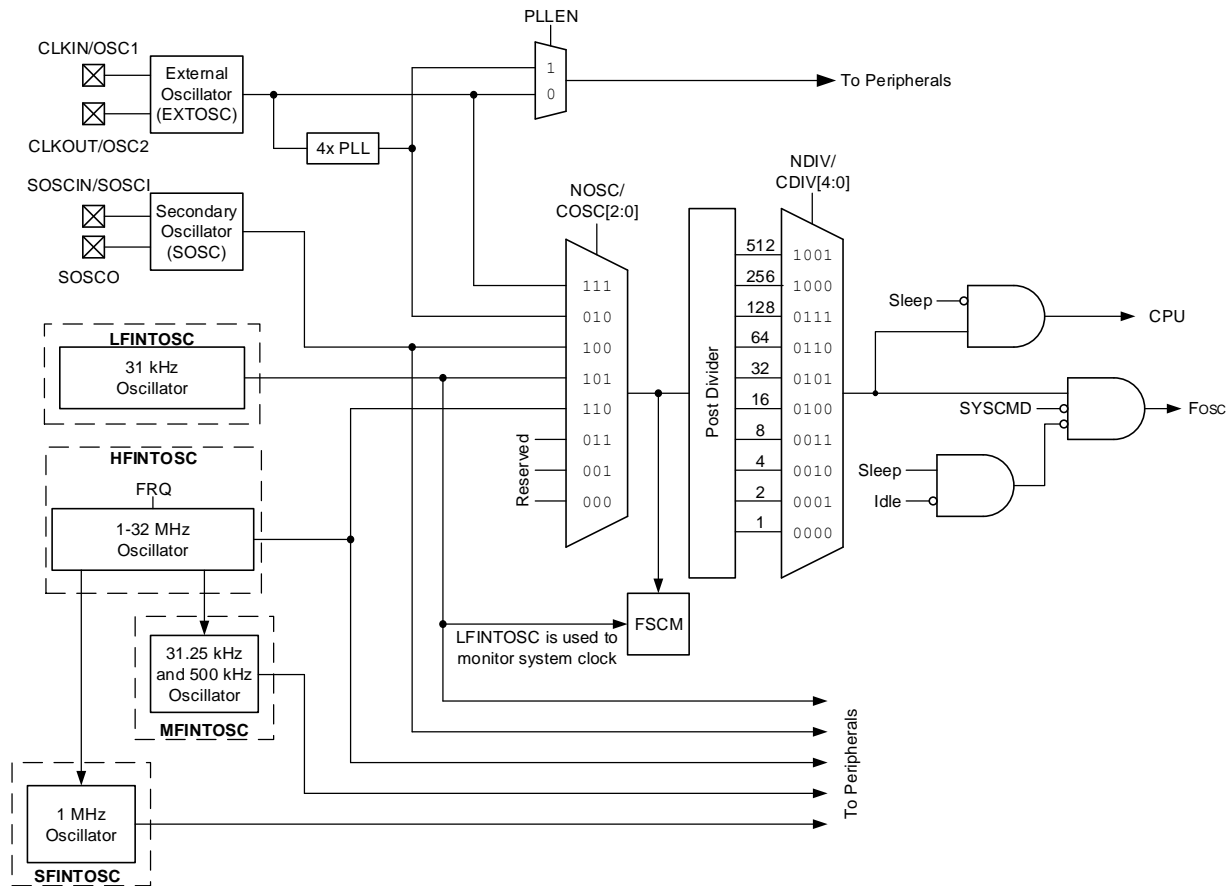 PLLEN
CLKIN/OSC1
External
Oscillator
(EXTOSC)
CLKOUT/OSC2
1
0
To Peripherals
4x PLL
SOSCIN/SOSCI
Secondary
Oscillator
(SOSC)
SOSCO
NOSC/
COSC[2:0]
NDIV/
CDIV[4:0]
111
010
100
101
110
011
001
000
Reserved
Post Divider
512
256
128
64
32
16
8
4
2
1
1001
1000
0111
0110
0101
0100
0011
0010
0001
0000
Sleep
CPU
SYSCMD
Fosc
Sleep
Idle
LFINTOSC
31 kHz
Oscillator
HFINTOSC
FRQ
1-32 MHz
Oscillator
FSCM
LFINTOSC is used to
monitor system clock
31.25 kHz
and 500 kHz
Oscillator
MFINTOSC
To Peripherals
1 MHz
Oscillator
SFINTOSC